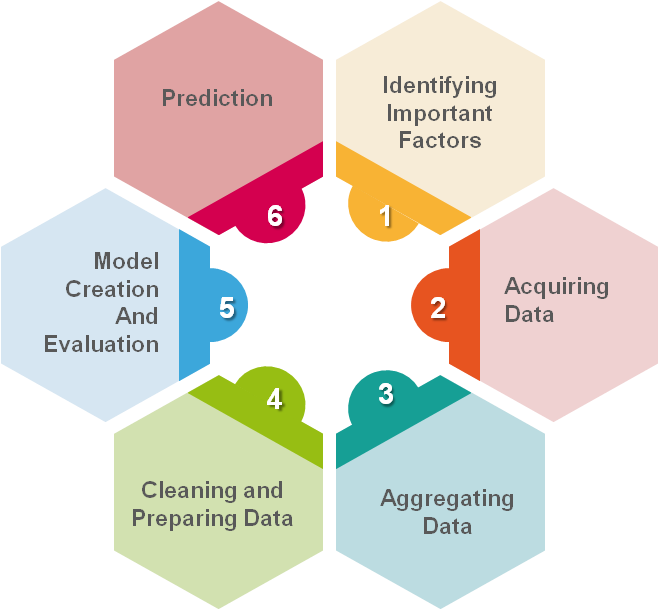 1
Identifying
Important
Factors
2
Acquiring
Data
3
Aggregating
Data
4
Cleaning and
Preparing Data
5
Model
Creation
And
Evaluation
6
Prediction